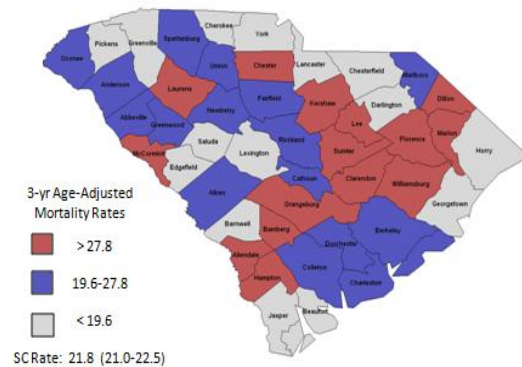 Cherokee
Spartanburg
York
Pickens
Greenville
Oconee
Union
Chester
Lancaster
Chesterfield
Marlboro
Anderson
Laurens
Fairfield
Kershaw
Darlington
Dillon
Abbeville
Greenwood
Newberry
Lee
Florence
Marion
Saluda
Richland
Sumter
Horry
McCormick
Lexington
Edgefield
Calhoun
Clarendon
Williamsburg
Aiken
Orangeburg
Georgetown
Barnwell
Bamberg
Berkeley
Dorchester
Allendale
Colleton
Hampton
Charleston
Jasper
Beaufort
3-yr Age-Adjusted
Mortality Rates
>27.8
19.6-27.8
<19.6
SC Rate: 21.8 (21.0-22.5)